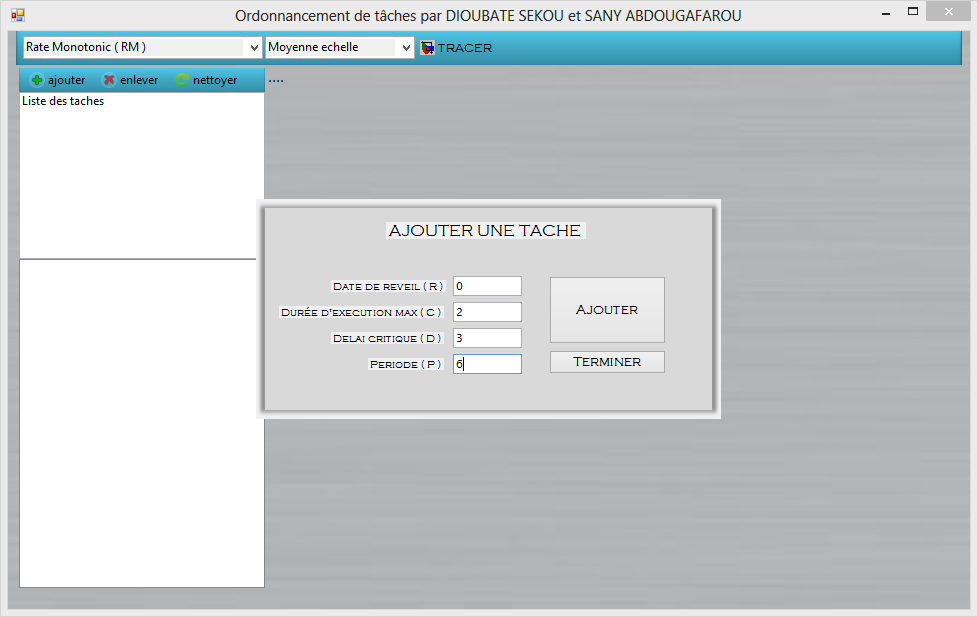 Ordonnancement de tâches par DIOUBATE SEKOU et SANY ABDOUGAFAROU
Rate Monotonic ( RM ) Moyenne echelle TRACER
ajouter enlever nettoyer ....
Liste des taches
AJOUTER UNE TACHE
DATE DE REVEIL ( R ) 0
DURÉE D'EXECUTION MAX ( C ) 2
DELAI CRITIQUE ( D ) 3
PERIODE ( P ) 6
AJOUTER
TERMINER